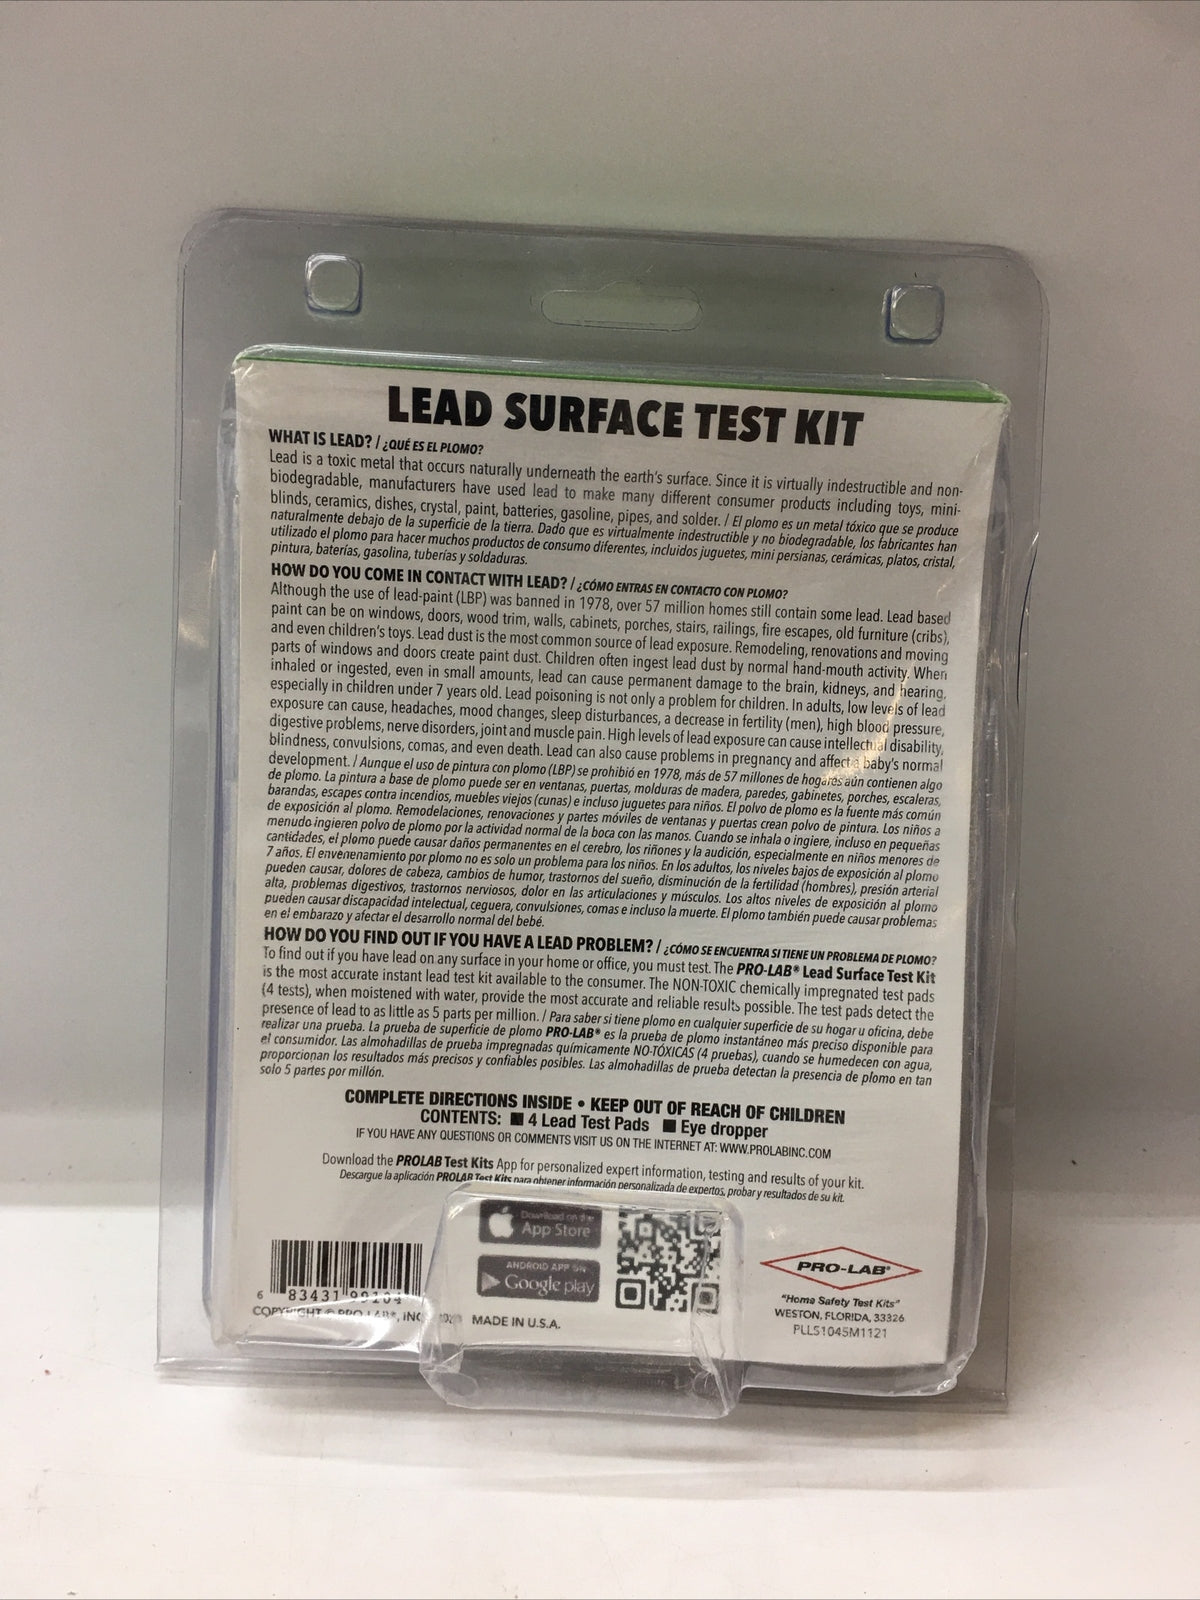 LEAD SURFACE TEST KIT
WHAT IS LEAD? / ¿QUÉ ES EL PLOMO?
Lead is a toxic metal that occurs naturally underneath the earth's surface. Since it is virtually indestructible and non-
biodegradable, manufacturers have used lead to make many different consumer products including toys, mini-
blinds, ceramics, dishes, crystal, paint, batteries, gasoline, pipes, and solder. / El plomo es un metal tóxico que se produce
naturalmente debajo de la superficie de la tierra. Dado que es virtualmente indestructible y no biodegradable, los fabricantes han
utilizado el plomo para hacer muchos productos de consumo diferentes, incluidos juguetes, mini persianas, cerámicas, platos, cristal,
pintura, baterías, gasolina, tuberías y soldaduras.
HOW DO YOU COME IN CONTACT WITH LEAD? / ¿CÓMO ENTRAS EN CONTACTO CON PLOMO?
Although the use of lead-paint (LBP) was banned in 1978, over 57 million homes still contain some lead. Lead based
paint can be on windows, doors, wood trim, walls, cabinets, porches, stairs, railings, fire escapes, old furniture (cribs),
and even children's toys. Lead dust is the most common source of lead exposure. Remodeling, renovations and moving
parts of windows and doors create paint dust. Children often ingest lead dust by normal hand-mouth activity. When
inhaled or ingested, even in small amounts, lead can cause permanent damage to the brain, kidneys, and hearing,
especially in children under 7 years old. Lead poisoning is not only a problem for children. In adults, low levels of lead
exposure can cause, headaches, mood changes, sleep disturbances, a decrease in fertility (men), high blood pressure,
digestive problems, nerve disorders, joint and muscle pain. High levels of lead exposure can cause intellectual disability,
blindness, convulsions, comas, and even death. Lead can also cause problems in pregnancy and affect a baby's normal
development. / Aunque el uso de pintura con plomo (LBP) se prohibió en 1978, más de 57 millones de hogares aún contienen algo
de plomo. La pintura a base de plomo puede ser en ventanas, puertas, molduras de madera, paredes, gabinetes, porches, escaleras,
barandas, escapes contra incendios, muebles viejos (cunas) e incluso juguetes para niños. El polvo de plomo es la fuente más común
de exposición al plomo. Remodelaciones, renovaciones y partes móviles de ventanas y puertas crean polvo de pintura. Los niños a
menudo ingieren polvo de plomo por la actividad normal de la boca con las manos. Cuando se inhala o ingiere, incluso en pequeñas
cantidades, el plomo puede causar daños permanentes en el cerebro, los riñones y la audición, especialmente en niños menores de
7 años. El envenenamiento por plomo no es solo un problema para los niños. En los adultos, los niveles bajos de exposición al plomo
pueden causar, dolores de cabeza, cambios de humor, trastornos del sueño, disminución de la fertilidad (hombres), presión arterial
alta, problemas digestivos, trastornos nerviosos, dolor en las articulaciones y músculos. Los altos niveles de exposición al plomo
pueden causar discapacidad intelectual, ceguera, convulsiones, comas e incluso la muerte. El plomo también puede causar problemas
en el embarazo y afectar el desarrollo normal del bebé.
HOW DO YOU FIND OUT IF YOU HAVE A LEAD PROBLEM? / ¿CÓMO SE ENCUENTRA SI TIENE UN PROBLEMA DE PLOMO?
To find out if you have lead on any surface in your home or office, you must test. The PRO-LAB® Lead Surface Test Kit
is the most accurate instant lead test kit available to the consumer. The NON-TOXIC chemically impregnated test pads
(4 tests), when moistened with water, provide the most accurate and reliable results possible. The test pads detect the
presence of lead to as little as 5 parts per million. / Para saber si tiene plomo en cualquier superficie de su hogar u oficina, debe
realizar una prueba. La prueba de superficie de plomo PRO-LAB® es la prueba de plomo instantáneo más preciso disponible para
el consumidor. Las almohadillas de prueba impregnadas químicamente NO-TÓXICAS (4 pruebas), cuando se humedecen con agua,
proporcionan los resultados más precisos y confiables posibles. Las almohadillas de prueba detectan la presencia de plomo en tan
solo 5 partes por millón.
COMPLETE DIRECTIONS INSIDE • KEEP OUT OF REACH OF CHILDREN
CONTENTS: ■ 4 Lead Test Pads ■ Eye dropper
IF YOU HAVE ANY QUESTIONS OR COMMENTS VISIT US ON THE INTERNET AT: WWW.PROLABINC.COM
Download the PROLAB Test Kits App for personalized expert information, testing and results of your kit.
Descargue la aplicación PROLAB Test Kits para obtener información personalizada de expertos, probar y resultados de su kit.
Download on the
App Store
ANDROID APP ON
Google play
PRO-LAB®
"Home Safety Test Kits"
WESTON, FLORIDA, 33326
PLLS1045M1121
6 83431 99104
COPYRIGHT © PRO-LAB®, INC. MADE IN U.S.A.